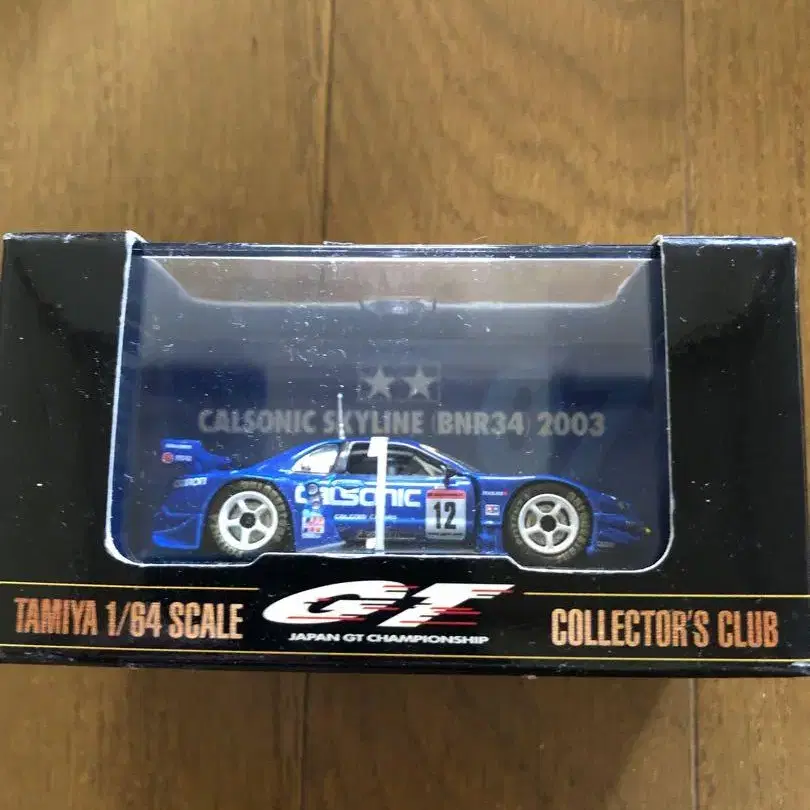 CALSONIC SKYLINE (BNR34) 2003
CALSONIC
12
TAMIYA 1/64 SCALE
GT
JAPAN GT CHAMPIONSHIP
COLLECTOR'S CLUB